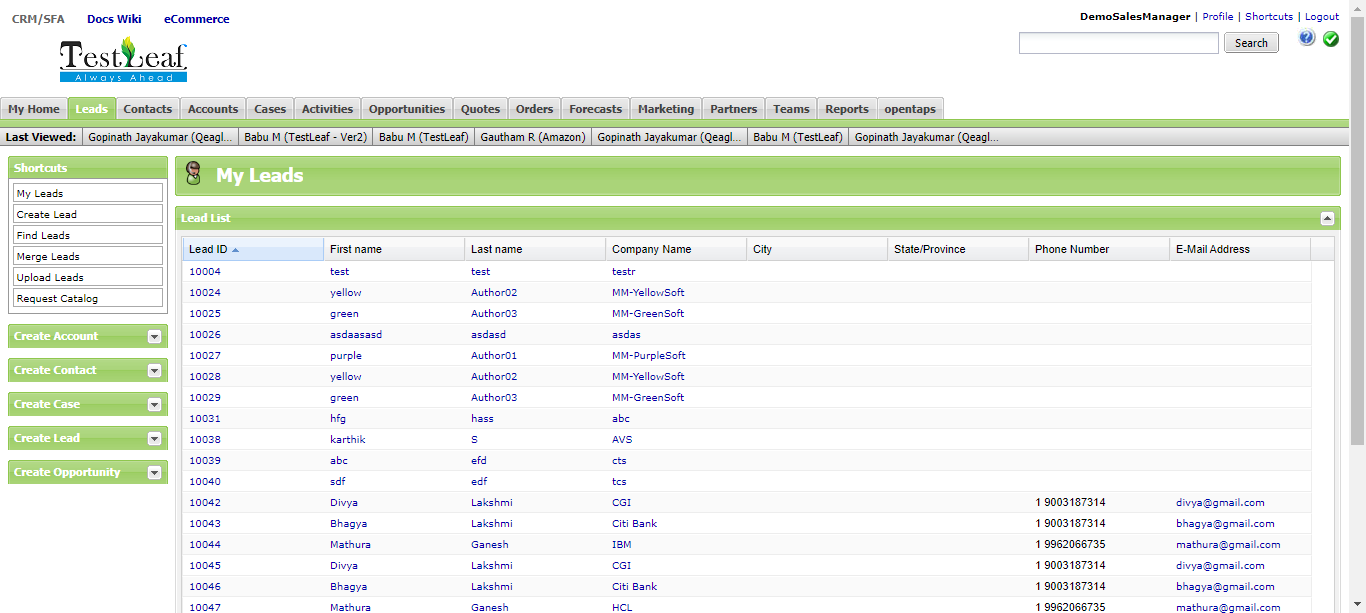 CRM/SFA Docs Wiki eCommerce
DemoSalesManager | Profile | Shortcuts | Logout
TestLeaf
Always Ahead
Search
My Home Leads Contacts Accounts Cases Activities Opportunities Quotes Orders Forecasts Marketing Partners Teams Reports opentaps
Last Viewed: Gopinath Jayakumar (Qeagl... Babu M (TestLeaf - Ver2) Babu M (TestLeaf) Gautham R (Amazon) Gopinath Jayakumar (Qeagl... Babu M (TestLeaf) Gopinath Jayakumar (Qeagl...
Shortcuts
My Leads
Create Lead
Find Leads
Merge Leads
Upload Leads
Request Catalog
Create Account
Create Contact
Create Case
Create Lead
Create Opportunity
My Leads
Lead List
Lead ID First name Last name Company Name City State/Province Phone Number E-Mail Address
10004 test test testr
10024 yellow Author02 MM-YellowSoft
10025 green Author03 MM-GreenSoft
10026 asdaasasd asdasd asdas
10027 purple Author01 MM-PurpleSoft
10028 yellow Author02 MM-YellowSoft
10029 green Author03 MM-GreenSoft
10031 hfg hass abc
10038 karthik S AVS
10039 abc efd cts
10040 sdf edf tcs
10042 Divya Lakshmi CGI 1 9003187314 divya@gmail.com
10043 Bhagya Lakshmi Citi Bank 1 9003187314 bhagya@gmail.com
10044 Mathura Ganesh IBM 1 9962066735 mathura@gmail.com
10045 Divya Lakshmi CGI 1 9003187314 divya@gmail.com
10046 Bhagya Lakshmi Citi Bank 1 9003187314 bhagya@gmail.com
10047 Mathura Ganesh HCL 1 9962066735 mathura@gmail.com